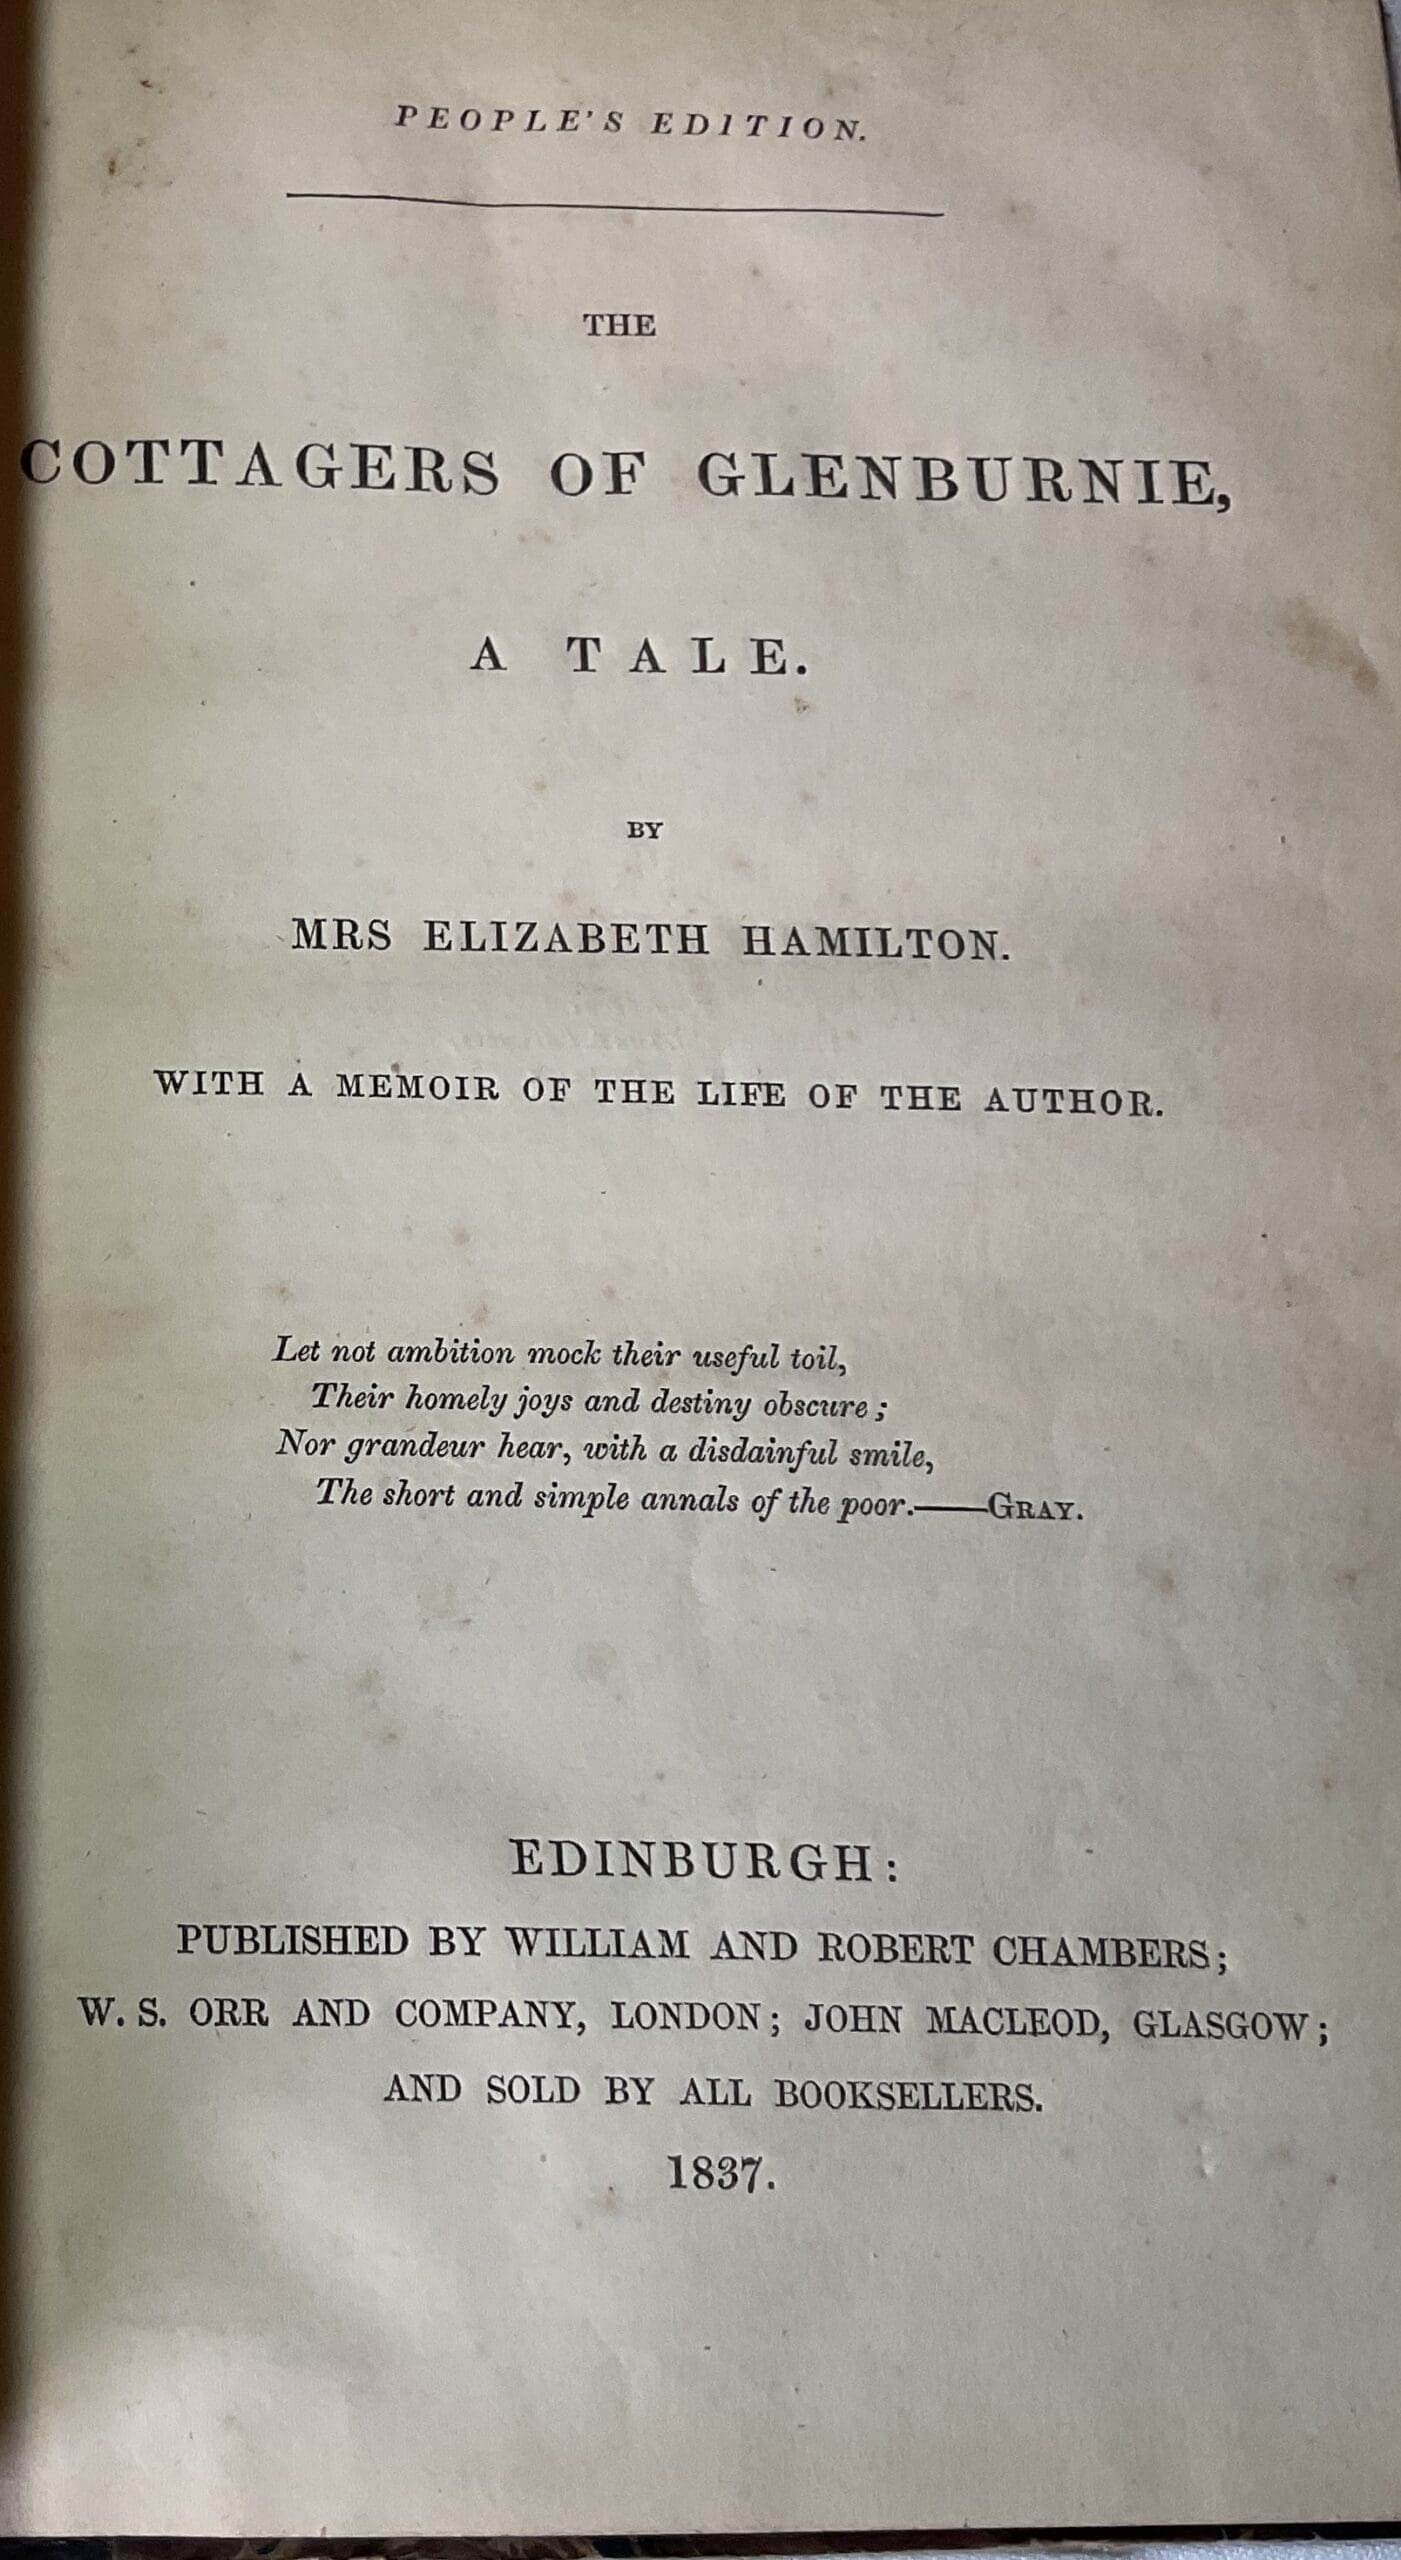 PEOPLE'S EDITION.
THE
COTTAGERS OF GLENBURNIE,
A TALE.
BY
MRS ELIZABETH HAMILTON.
WITH A MEMOIR OF THE LIFE OF THE AUTHOR.
Let not ambition mock their useful toil,
Their homely joys and destiny obscure;
Nor grandeur hear, with a disdainful smile,
The short and simple annals of the poor.——GRAY.
EDINBURGH:
PUBLISHED BY WILLIAM AND ROBERT CHAMBERS;
W. S. ORR AND COMPANY, LONDON; JOHN MACLEOD, GLASGOW;
AND SOLD BY ALL BOOKSELLERS.
1837.